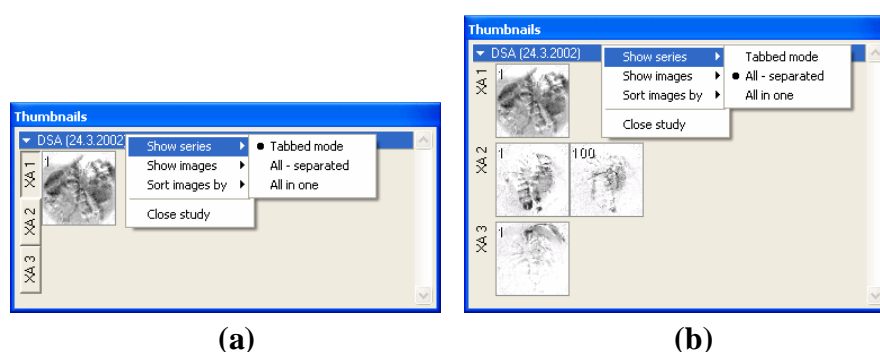 Thumbnails
DSA (24.3.2002)
Show series
Tabbed mode
Show images
All - separated
Sort images by
All in one
Close study
XA 1
1
XA 2
XA 3
(a)
Thumbnails
DSA (24.3.2002)
Show series
Tabbed mode
Show images
All - separated
Sort images by
All in one
Close study
XA 1
1
XA 2
1
100
XA 3
1
(b)